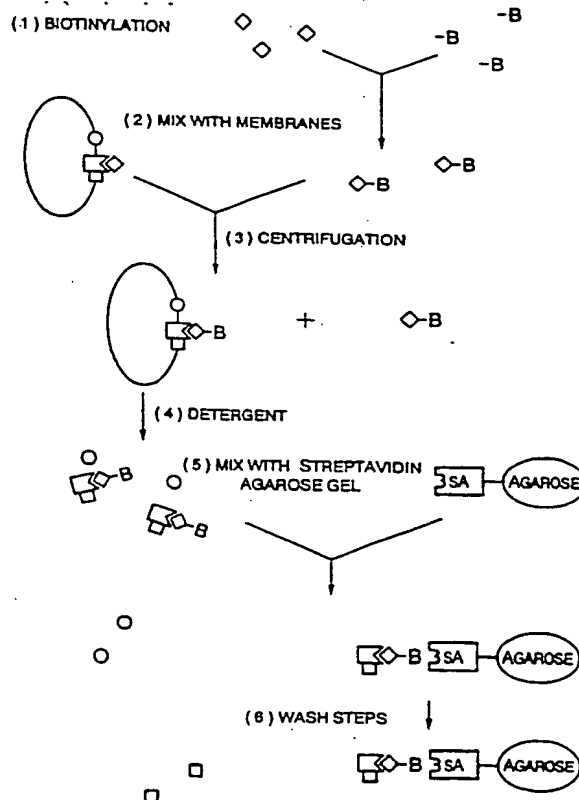 (1) BIOTINYLATION
-B
-B
-B
(2) MIX WITH MEMBRANES
-B
-B
(3) CENTRIFUGATION
-B
+
-B
(4) DETERGENT
-B
-B
(5) MIX WITH STREPTAVIDIN
AGAROSE GEL
SA
AGAROSE
-B
SA
AGAROSE
(6) WASH STEPS
-B
SA
AGAROSE